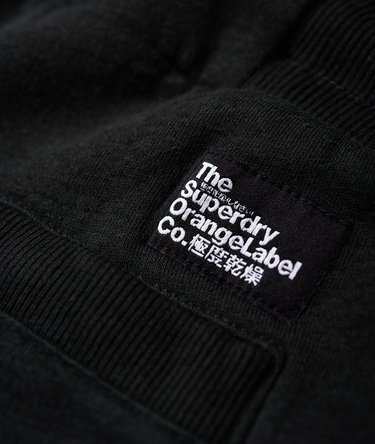 The
Superdry
OrangeLabel
Co.極度乾燥